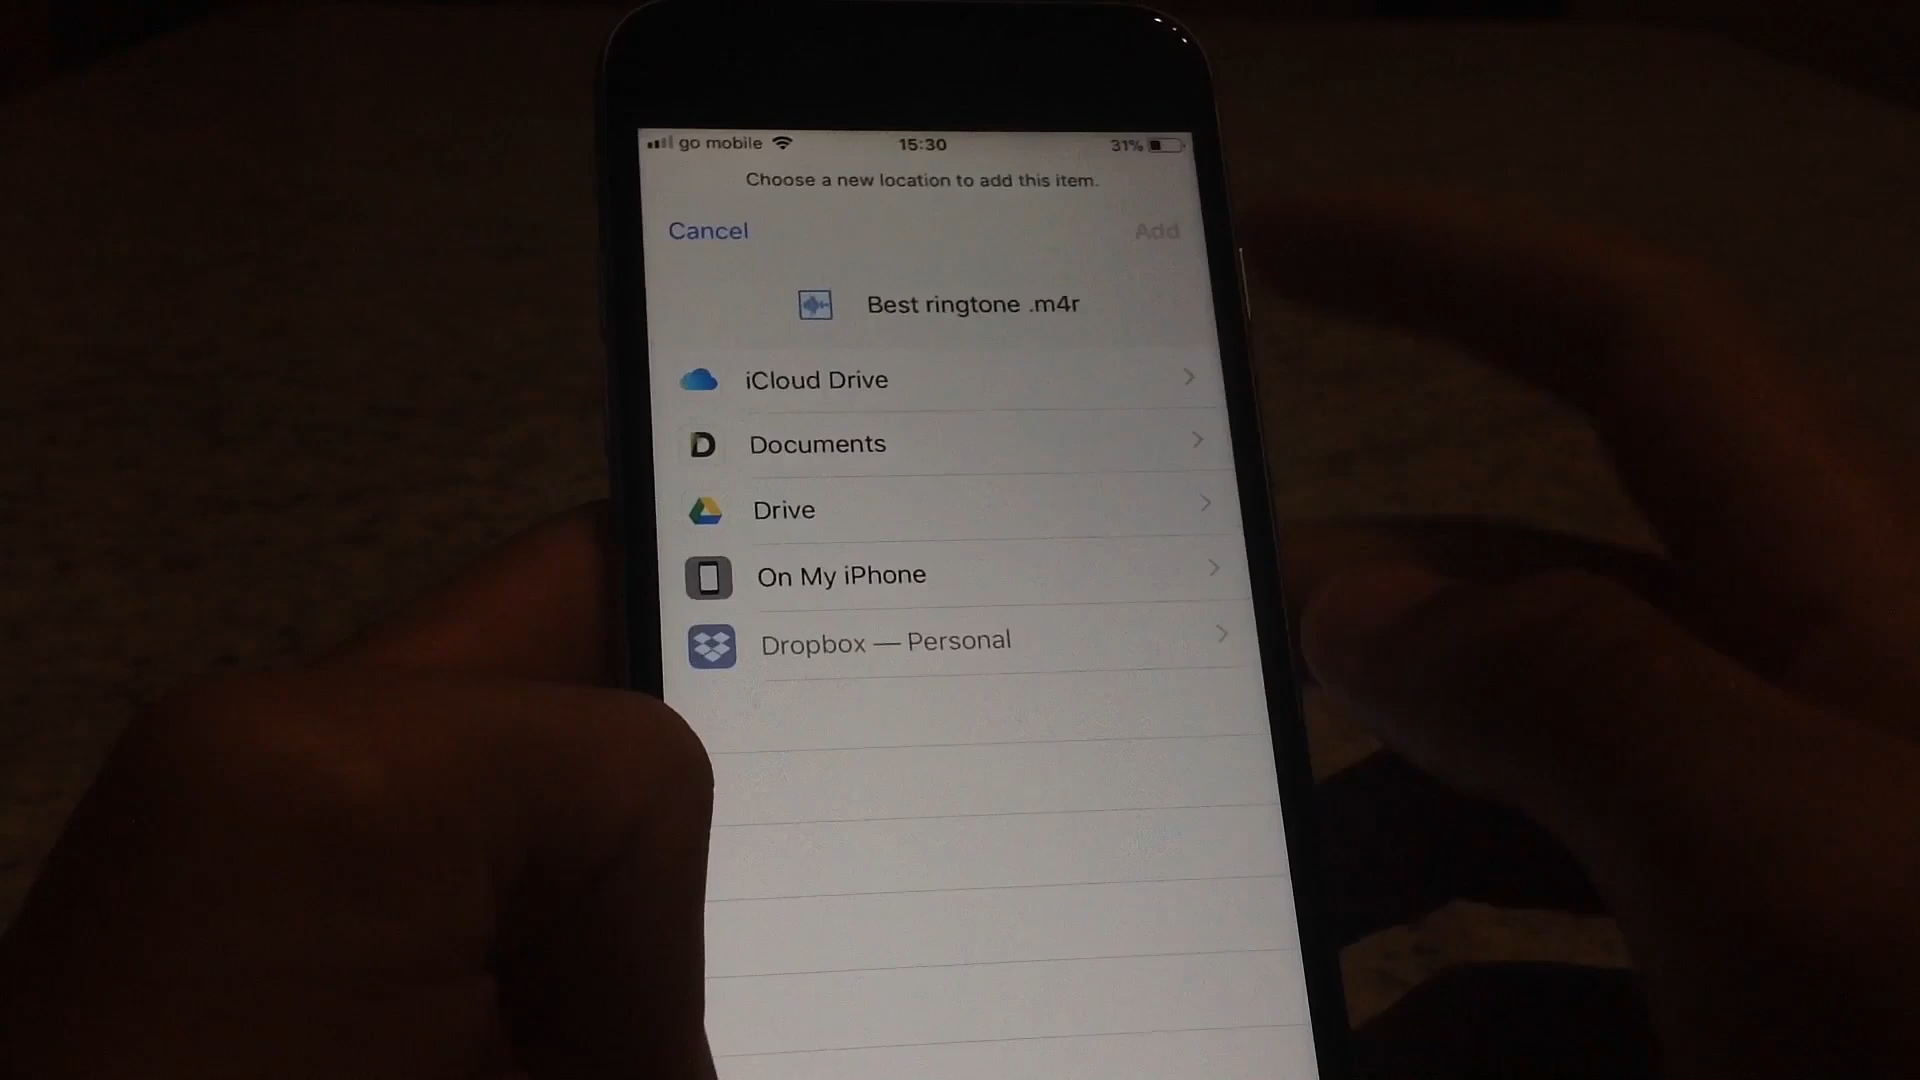 go mobile 15:30 31%
Choose a new location to add this item.
Cancel Add
Best ringtone .m4r
iCloud Drive
D Documents
Drive
On My iPhone
Dropbox — Personal